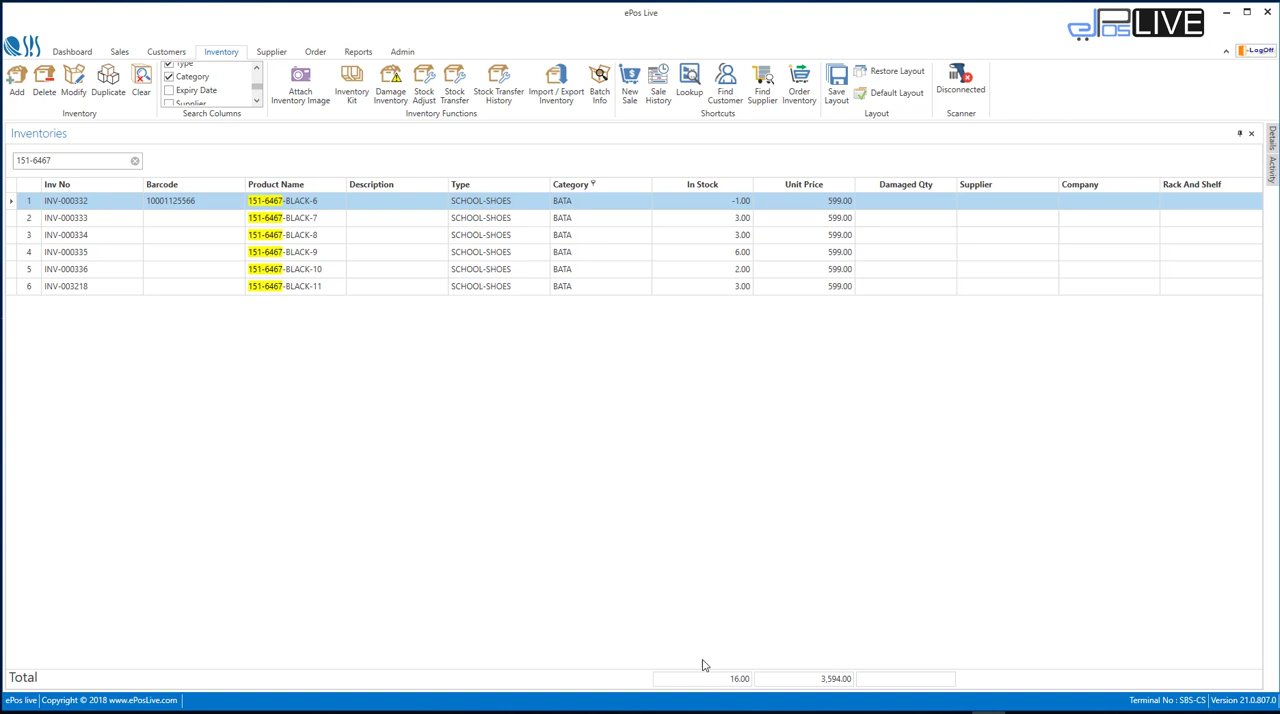 ePos Live
ePos LIVE
SBS
Dashboard Sales Customers Inventory Supplier Order Reports Admin
LogOff
Add Delete Modify Duplicate Clear
Inventory
Type
Category
Expiry Date
Supplier
Search Columns
Attach Inventory Image
Inventory Kit
Damage Inventory
Stock Adjust
Stock Transfer
Stock Transfer History
Import / Export Inventory
Batch Info
Inventory Functions
New Sale
Sale History
Lookup
Find Customer
Find Supplier
Order Inventory
Shortcuts
Save Layout
Restore Layout
Default Layout
Layout
Disconnected
Scanner
Inventories
Details
Activity
151-6467
Inv No Barcode Product Name Description Type Category In Stock Unit Price Damaged Qty Supplier Company Rack And Shelf
1 INV-000332 10001125566 151-6467-BLACK-6 SCHOOL-SHOES BATA -1.00 599.00
2 INV-000333 151-6467-BLACK-7 SCHOOL-SHOES BATA 3.00 599.00
3 INV-000334 151-6467-BLACK-8 SCHOOL-SHOES BATA 3.00 599.00
4 INV-000335 151-6467-BLACK-9 SCHOOL-SHOES BATA 6.00 599.00
5 INV-000336 151-6467-BLACK-10 SCHOOL-SHOES BATA 2.00 599.00
6 INV-003218 151-6467-BLACK-11 SCHOOL-SHOES BATA 3.00 599.00
Total 16.00 3,594.00
ePos live Copyright © 2018 www.ePosLive.com Terminal No : SBS-CS Version 21.0.807.0